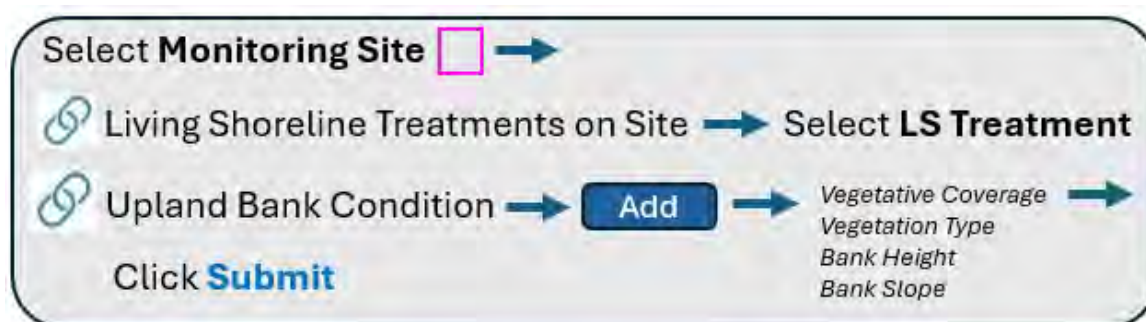 Select Monitoring Site
Living Shoreline Treatments on Site
Select LS Treatment
Upland Bank Condition
Add
Vegetative Coverage
Vegetation Type
Bank Height
Bank Slope
Click Submit